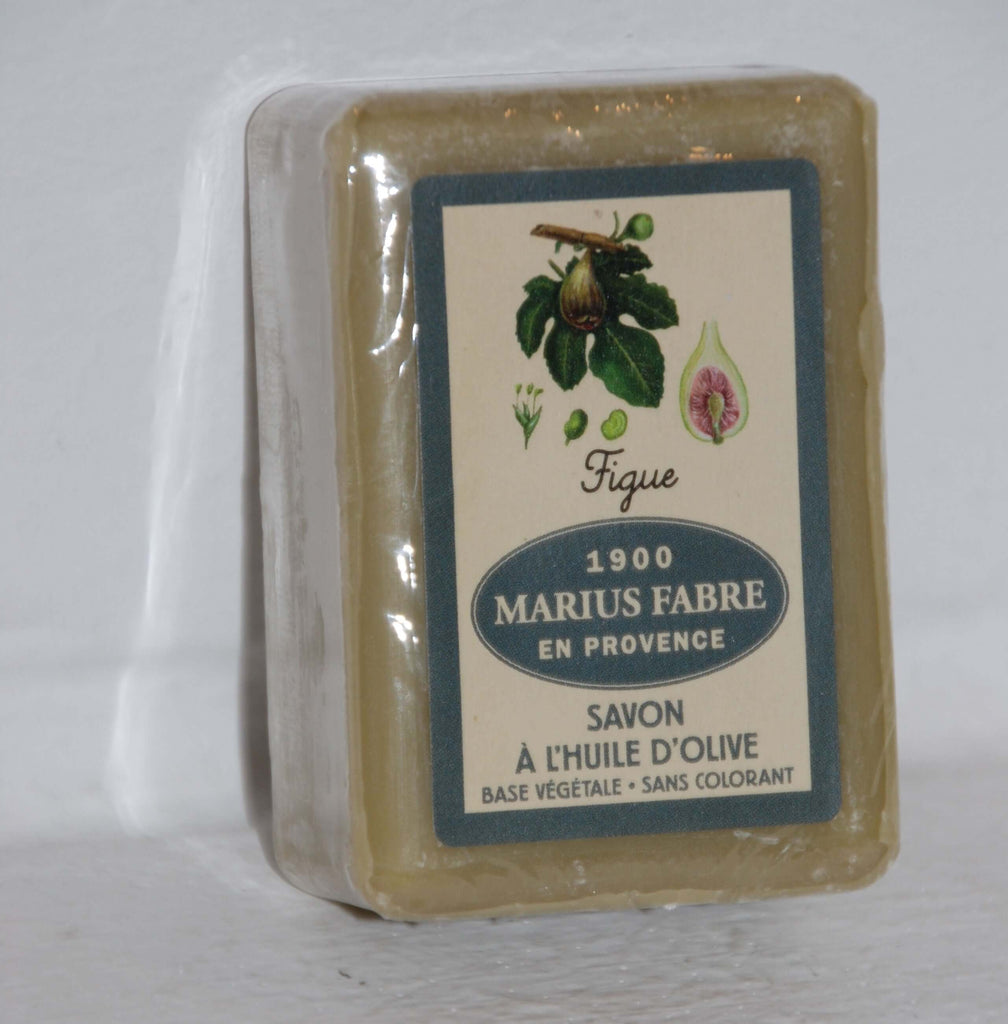 Figue
1900
MARIUS FABRE
EN PROVENCE
SAVON
À L'HUILE D'OLIVE
BASE VÉGÉTALE • SANS COLORANT